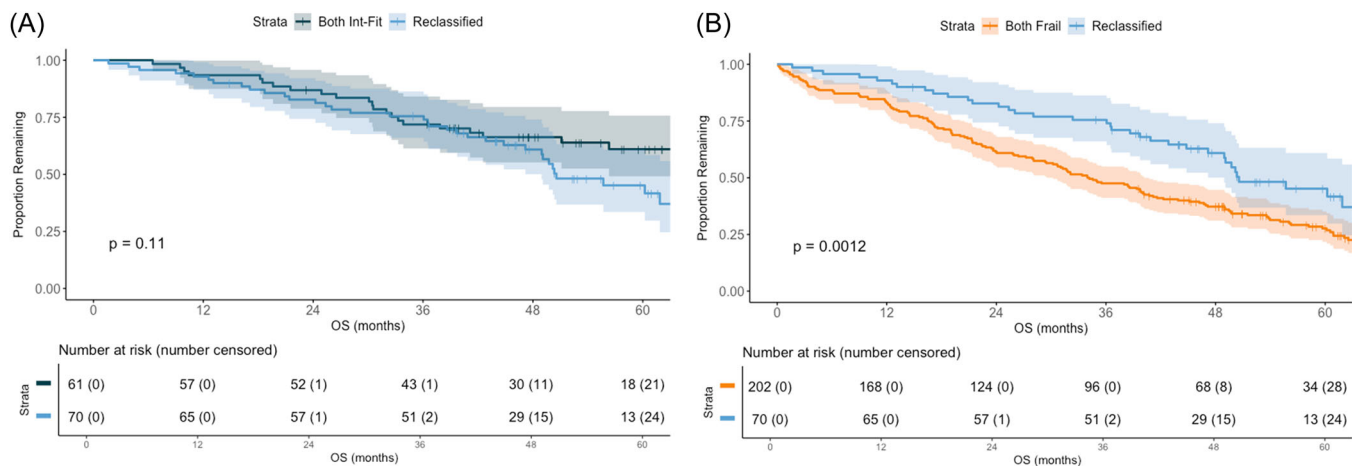 (A)
Strata Both Int-Fit Reclassified
Proportion Remaining
1.00
0.75
0.50
0.25
0.00
p = 0.11
0 12 24 36 48 60
OS (months)
Number at risk (number censored)
Strata
61 (0) 57 (0) 52 (1) 43 (1) 30 (11) 18 (21)
70 (0) 65 (0) 57 (1) 51 (2) 29 (15) 13 (24)
0 12 24 36 48 60
OS (months)
(B)
Strata Both Frail Reclassified
Proportion Remaining
1.00
0.75
0.50
0.25
0.00
p = 0.0012
0 12 24 36 48 60
OS (months)
Number at risk (number censored)
Strata
202 (0) 168 (0) 124 (0) 96 (0) 68 (8) 34 (28)
70 (0) 65 (0) 57 (1) 51 (2) 29 (15) 13 (24)
0 12 24 36 48 60
OS (months)